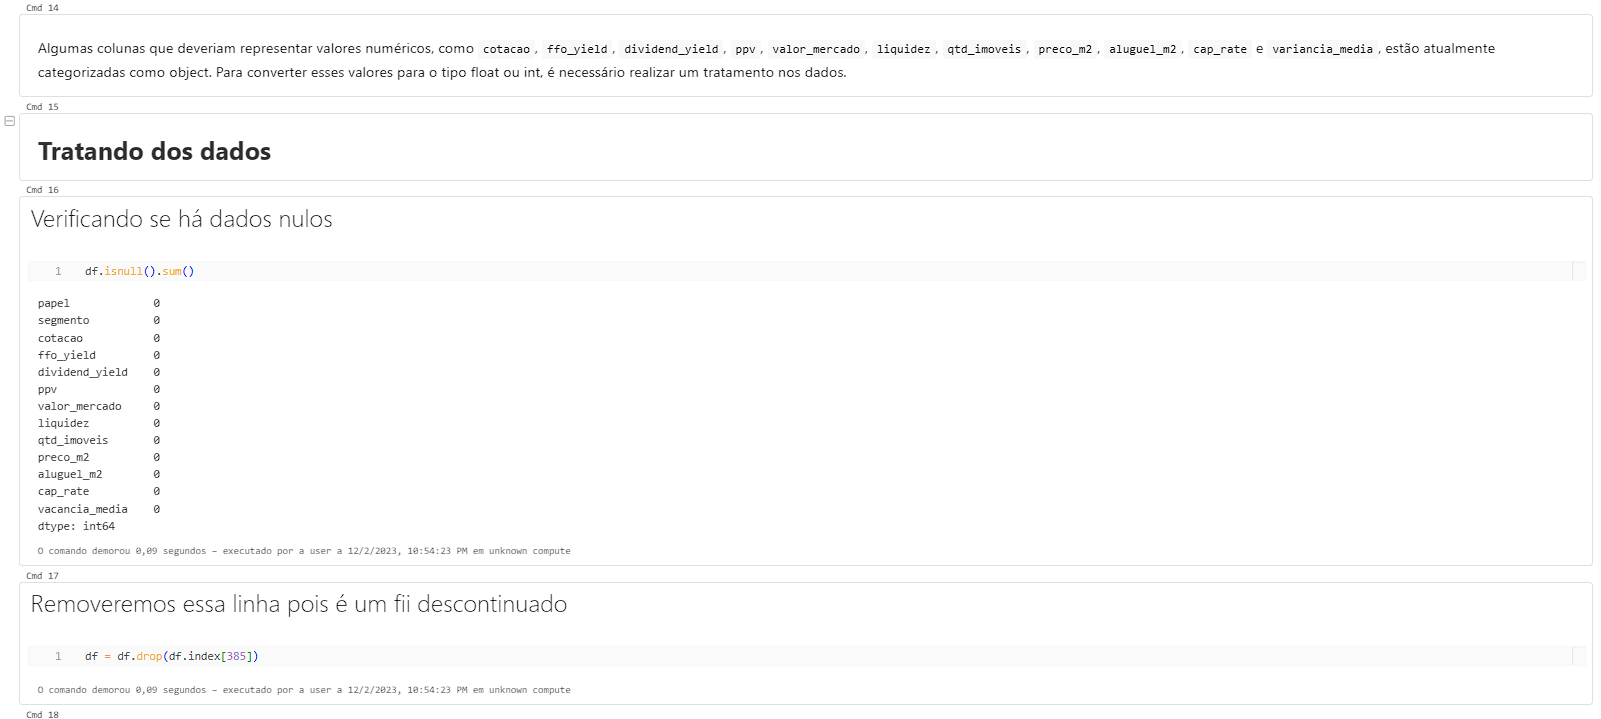 Cmd 14
Algumas colunas que deveriam representar valores numéricos, como cotacao, ffo_yield, dividend_yield, ppv, valor_mercado, liquidez, qtd_imoveis, preco_m2, aluguel_m2, cap_rate e variancia_media, estão atualmente
categorizadas como object. Para converter esses valores para o tipo float ou int, é necessário realizar um tratamento nos dados.
Cmd 15
Tratando dos dados
Cmd 16
Verificando se há dados nulos
1 df.isnull().sum()
papel 0
segmento 0
cotacao 0
ffo_yield 0
dividend_yield 0
ppv 0
valor_mercado 0
liquidez 0
qtd_imoveis 0
preco_m2 0
aluguel_m2 0
cap_rate 0
vacancia_media 0
dtype: int64
O comando demorou 0,09 segundos – executado por a user a 12/2/2023, 10:54:23 PM em unknown compute
Cmd 17
Removeremos essa linha pois é um fii descontinuado
1 df = df.drop(df.index[385])
O comando demorou 0,09 segundos – executado por a user a 12/2/2023, 10:54:23 PM em unknown compute
Cmd 18